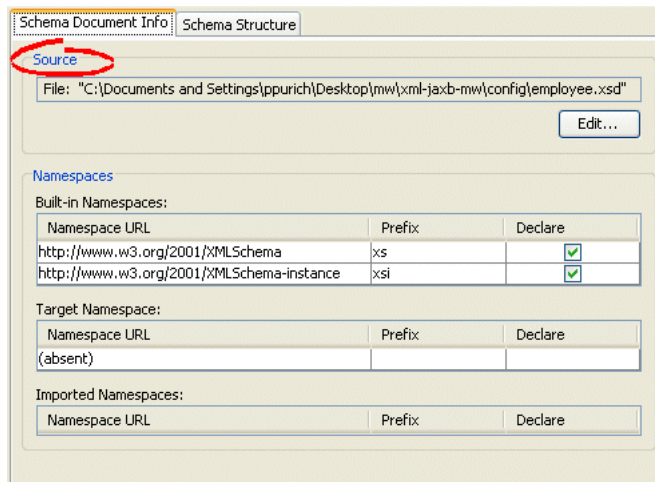 Schema Document Info Schema Structure
Source
File: "C:\Documents and Settings\ppurich\Desktop\mw\xml-jaxb-mw\config\employee.xsd"
Edit...
Namespaces
Built-in Namespaces:
Namespace URL Prefix Declare
http://www.w3.org/2001/XMLSchema xs
http://www.w3.org/2001/XMLSchema-instance xsi
Target Namespace:
Namespace URL Prefix Declare
(absent)
Imported Namespaces:
Namespace URL Prefix Declare